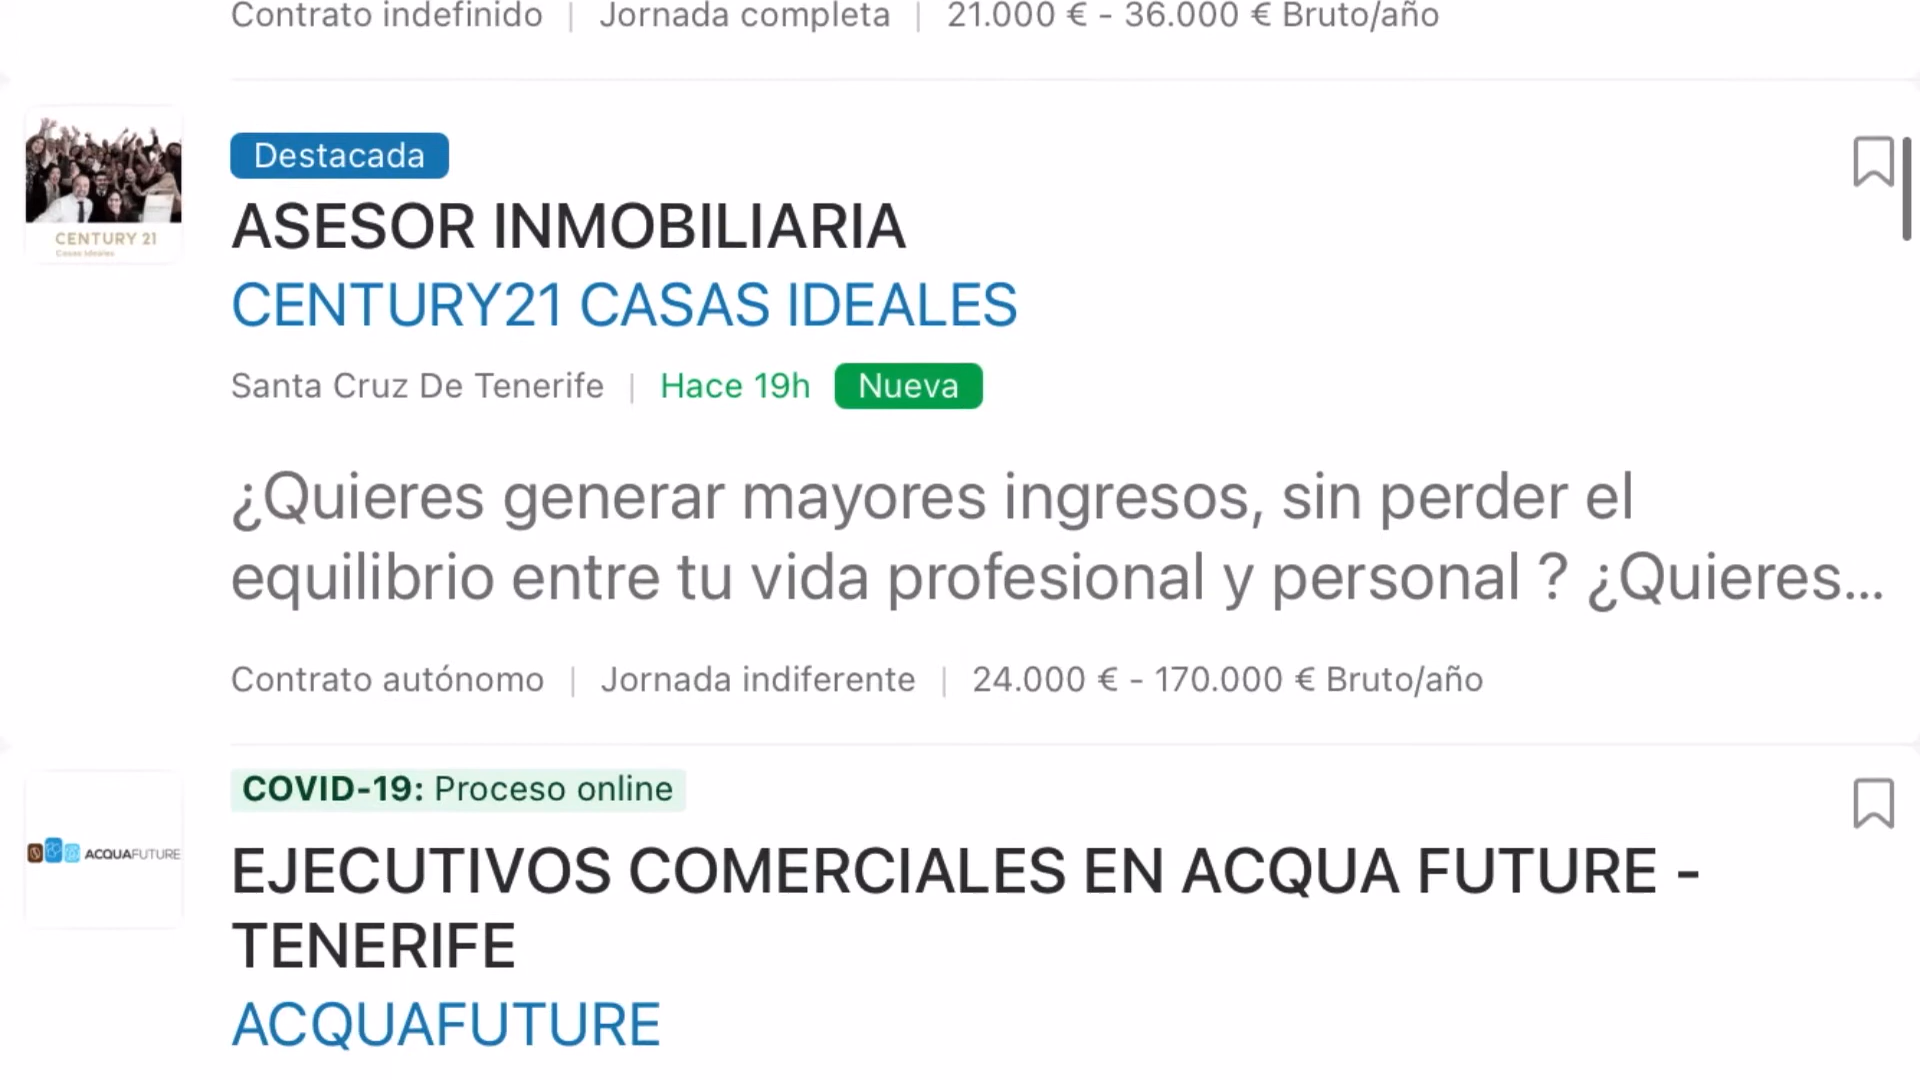 Contrato indefinido | Jornada completa | 21.000 € - 36.000 € Bruto/año
Destacada
CENTURY 21
Casas Ideales
ASESOR INMOBILIARIA
CENTURY21 CASAS IDEALES
Santa Cruz De Tenerife | Hace 19h Nueva
¿Quieres generar mayores ingresos, sin perder el
equilibrio entre tu vida profesional y personal ? ¿Quieres...
Contrato autónomo | Jornada indiferente | 24.000 € - 170.000 € Bruto/año
COVID-19: Proceso online
ACQUAFUTURE
EJECUTIVOS COMERCIALES EN ACQUA FUTURE -
TENERIFE
ACQUAFUTURE